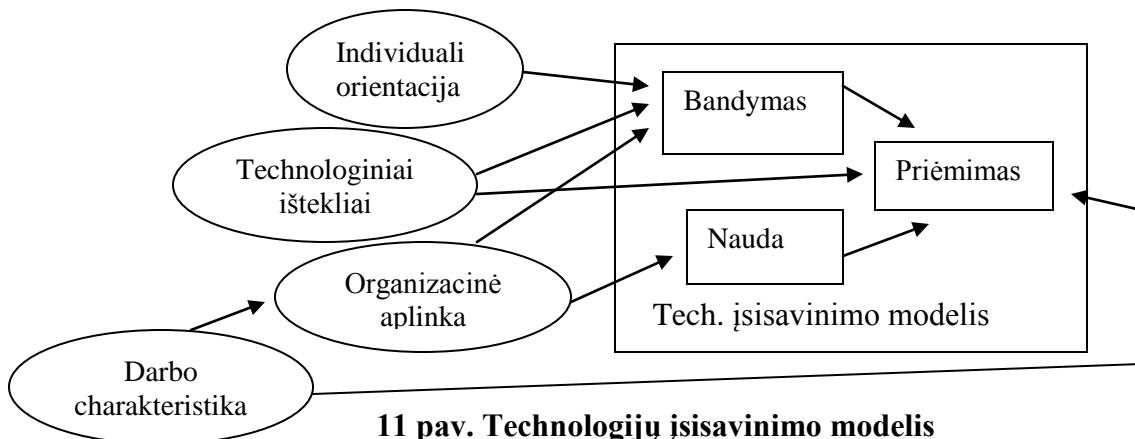 Individuali
orientacija
Bandymas
Technologiniai
ištekliai
Priėmimas
Nauda
Organizacinė
aplinka
Tech. įsisavinimo modelis
Darbo
charakteristika
11 pav. Technologijų įsisavinimo modelis